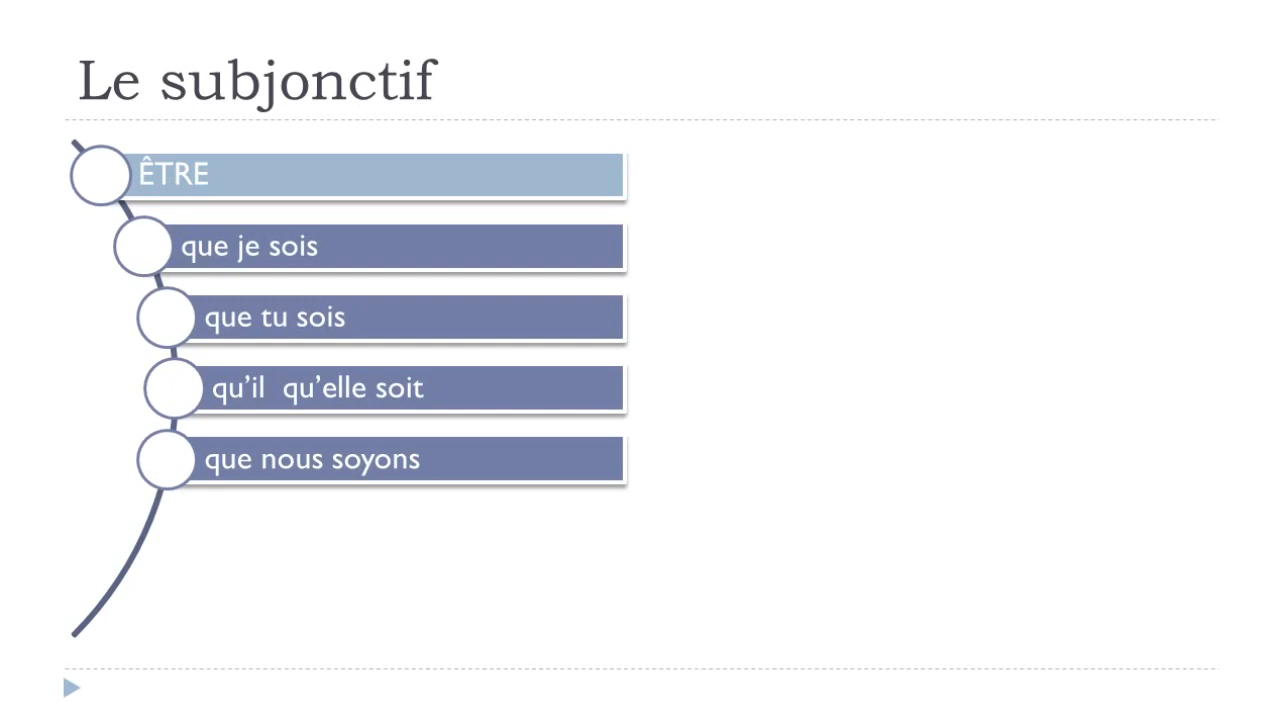 Le subjonctif
ÊTRE
que je sois
que tu sois
qu’il  qu’elle soit
que nous soyons